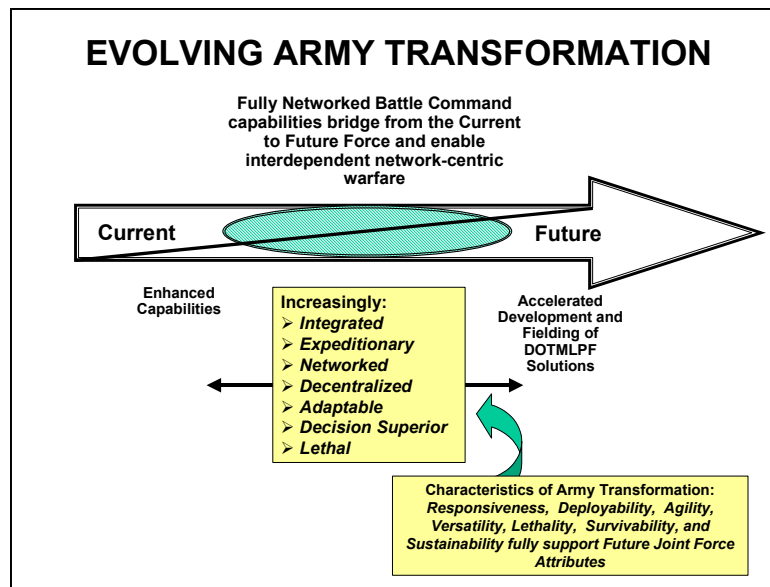 EVOLVING ARMY TRANSFORMATION
Fully Networked Battle Command
capabilities bridge from the Current
to Future Force and enable
interdependent network-centric
warfare
Current
Future
Enhanced
Capabilities
Increasingly:
➢ Integrated
➢ Expeditionary
➢ Networked
➢ Decentralized
➢ Adaptable
➢ Decision Superior
➢ Lethal
Accelerated
Development and
Fielding of
DOTMLPF
Solutions
Characteristics of Army Transformation:
Responsiveness, Deployability, Agility,
Versatility, Lethality, Survivability, and
Sustainability fully support Future Joint Force
Attributes